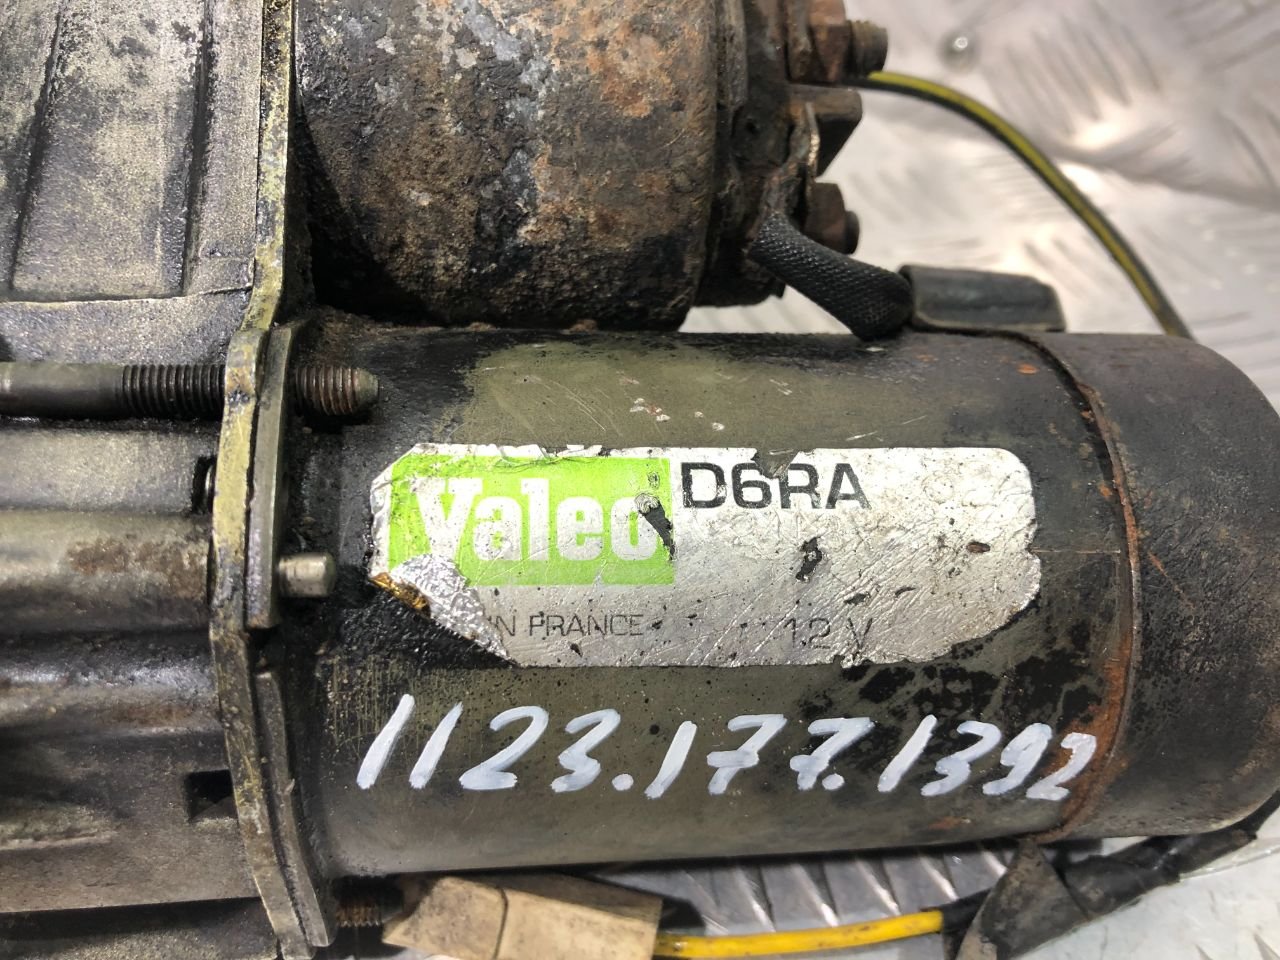 Valeo D6RA
IN FRANCE 12 V
1123.177.1392